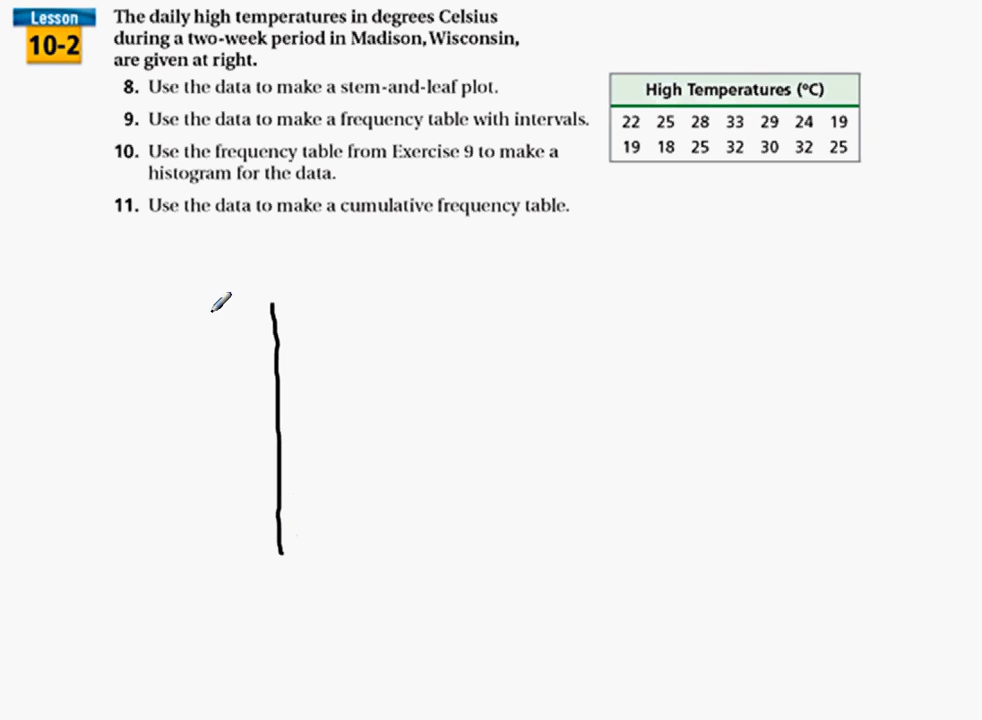 Lesson
10-2
The daily high temperatures in degrees Celsius
during a two-week period in Madison, Wisconsin,
are given at right.
8. Use the data to make a stem-and-leaf plot.
9. Use the data to make a frequency table with intervals.
10. Use the frequency table from Exercise 9 to make a
histogram for the data.
11. Use the data to make a cumulative frequency table.
High Temperatures (°C)
22 25 28 33 29 24 19
19 18 25 32 30 32 25